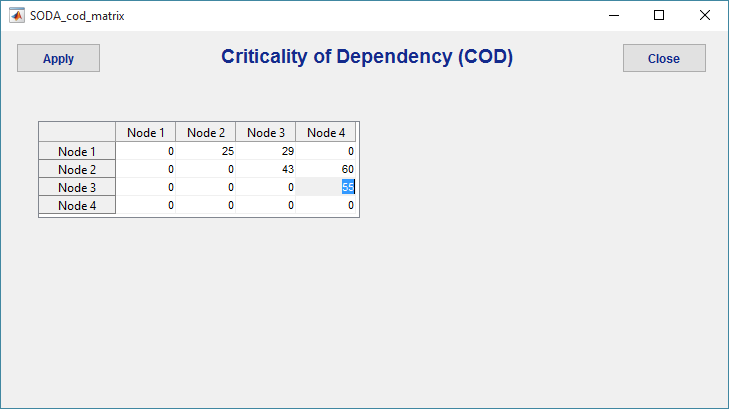 SODA_cod_matrix
Apply Criticality of Dependency (COD) Close
Node 1 Node 2 Node 3 Node 4
Node 1 0 25 29 0
Node 2 0 0 43 60
Node 3 0 0 0 55
Node 4 0 0 0 0